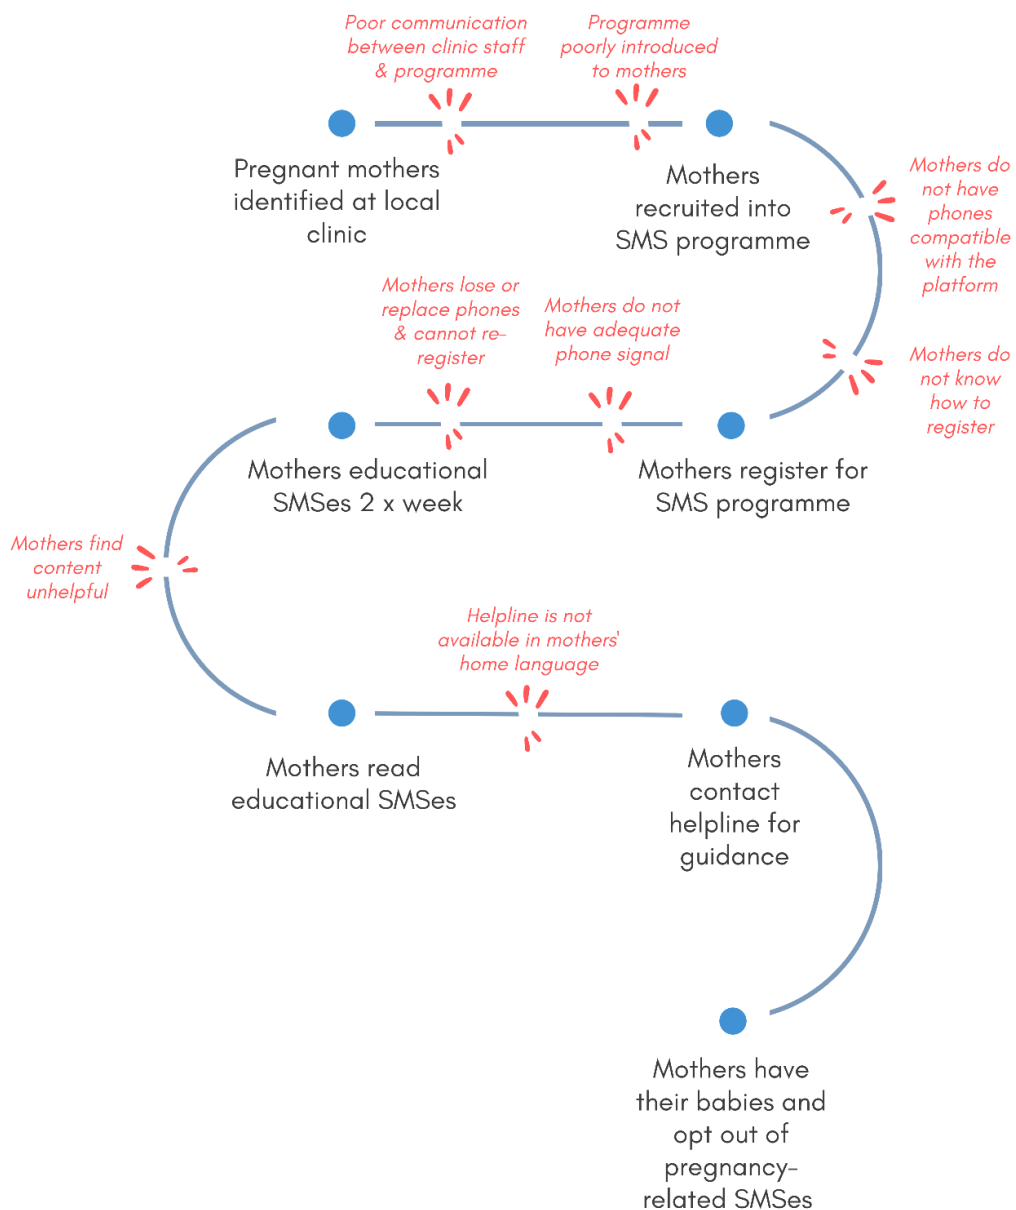 Poor communication
between clinic staff
& programme
Programme
poorly introduced
to mothers
Pregnant mothers
identified at local
clinic
Mothers
recruited into
SMS programme
Mothers do
not have
phones
compatible
with the
platform
Mothers do
not know
how to
register
Mothers register for
SMS programme
Mothers do not
have adequate
phone signal
Mothers lose or
replace phones
& cannot re-
register
Mothers educational
SMSes 2 x week
Mothers find
content
unhelpful
Mothers read
educational SMSes
Helpline is not
available in mothers'
home language
Mothers
contact
helpline for
guidance
Mothers have
their babies and
opt out of
pregnancy-
related SMSes